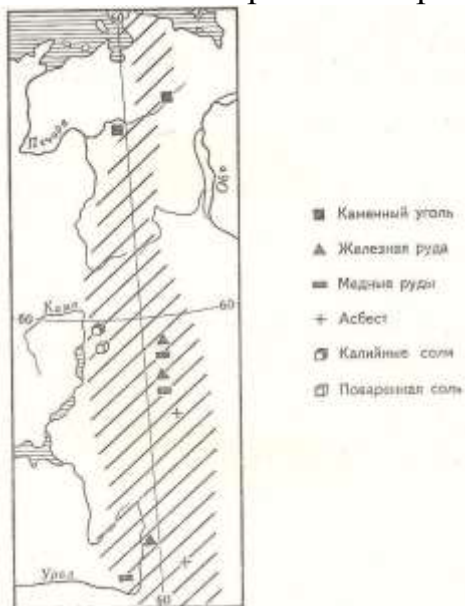 60
Печора
Обь
Кама
60
60
Урал
60
Каменный уголь
Железная руда
Медные руды
Асбест
Калийные соли
Поваренная соль